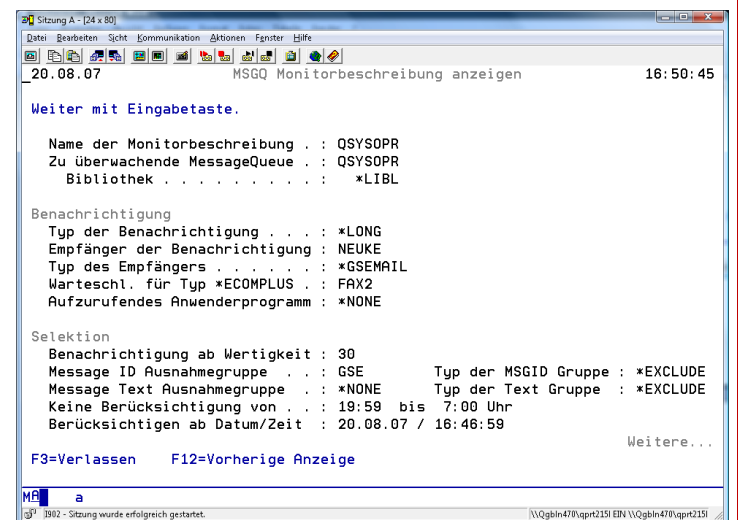 Sitzung A - [24 x 80]
Datei Bearbeiten Sicht Kommunikation Aktionen Fenster Hilfe
20.08.07 MSGQ Monitorbeschreibung anzeigen 16:50:45
Weiter mit Eingabetaste.
Name der Monitorbeschreibung . : QSYSOPR
Zu überwachende MessageQueue . : QSYSOPR
Bibliothek . . . . . . . . . : *LIBL
Benachrichtigung
Typ der Benachrichtigung . . . : *LONG
Empfänger der Benachrichtigung : NEUKE
Typ des Empfängers . . . . . . : *GSEMAIL
Warteschl. für Typ *ECOMPLUS . : FAX2
Aufzurufendes Anwenderprogramm : *NONE
Selektion
Benachrichtigung ab Wertigkeit : 30
Message ID Ausnahmegruppe . . : GSE Typ der MSGID Gruppe : *EXCLUDE
Message Text Ausnahmegruppe . : *NONE Typ der Text Gruppe : *EXCLUDE
Keine Berücksichtigung von . . : 19:59 bis 7:00 Uhr
Berücksichtigen ab Datum/Zeit : 20.08.07 / 16:46:59
Weitere...
F3=Verlassen F12=Vorherige Anzeige
MA a
I902 - Sitzung wurde erfolgreich gestartet. \\Qgbln470\qprt215l EIN \\Qgbln470\qprt215l